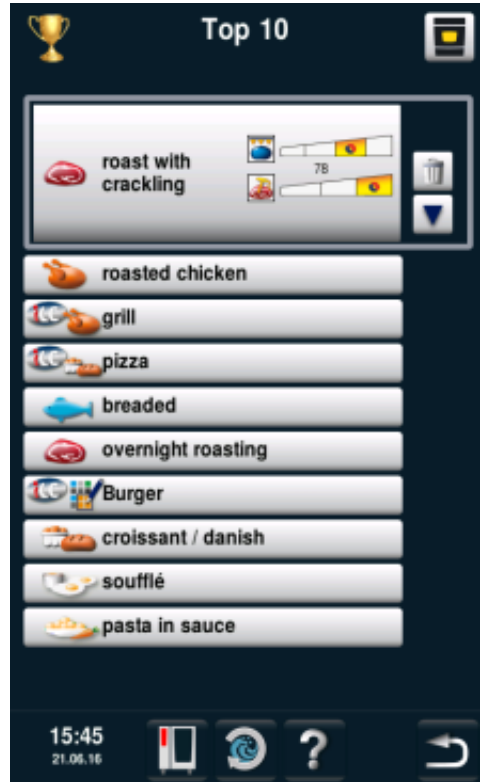 Top 10
roast with
crackling
78
roasted chicken
grill
pizza
breaded
overnight roasting
Burger
croissant / danish
soufflé
pasta in sauce
15:45
21.06.16
?